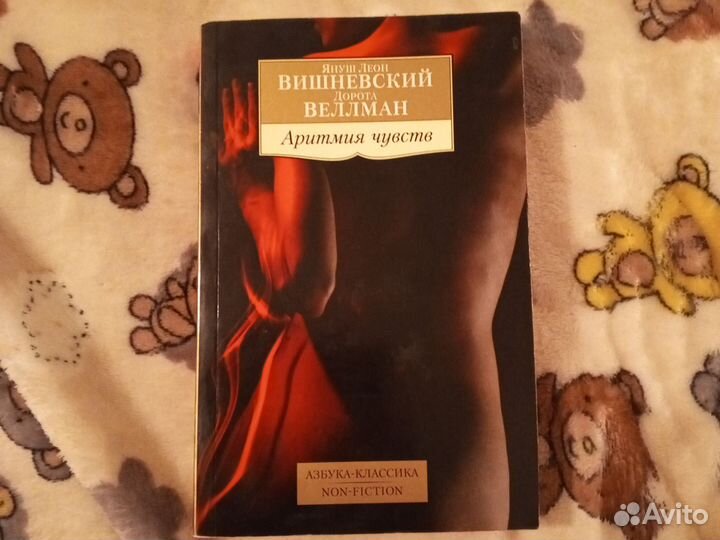 Януш Леон
ВИШНЕВСКИЙ
Дорота
ВЕЛЛМАН
Аритмия чувств
АЗБУКА-КЛАССИКА
NON-FICTION
Avito